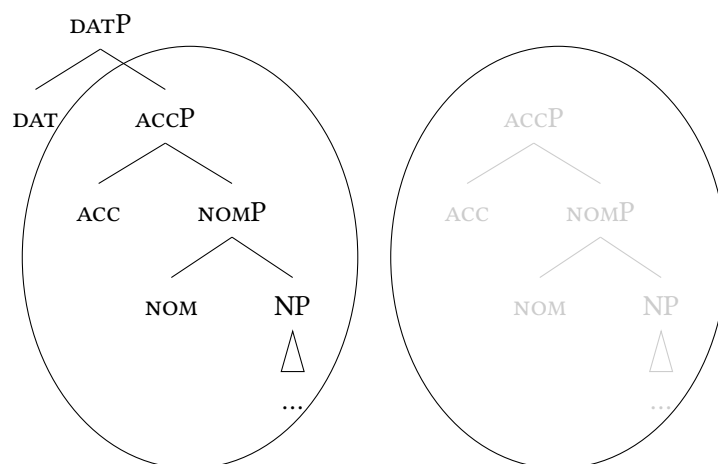 DATP
DAT ACCP ACCP
ACC NOMP ACC NOMP
NOM NP NOM NP
... ...